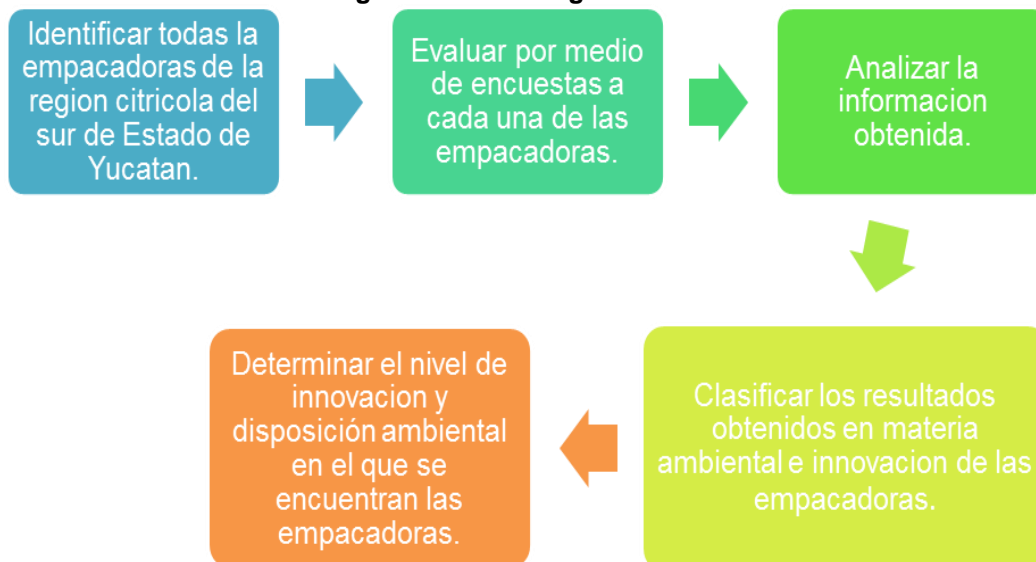 Identificar todas la
empacadoras de la
region citricola del
sur de Estado de
Yucatan.
Evaluar por medio
de encuestas a
cada una de las
empacadoras.
Analizar la
informacion
obtenida.
Clasificar los resultados
obtenidos en materia
ambiental e innovacion de las
empacadoras.
Determinar el nivel de
innovacion y
disposición ambiental
en el que se
encuentran las
empacadoras.